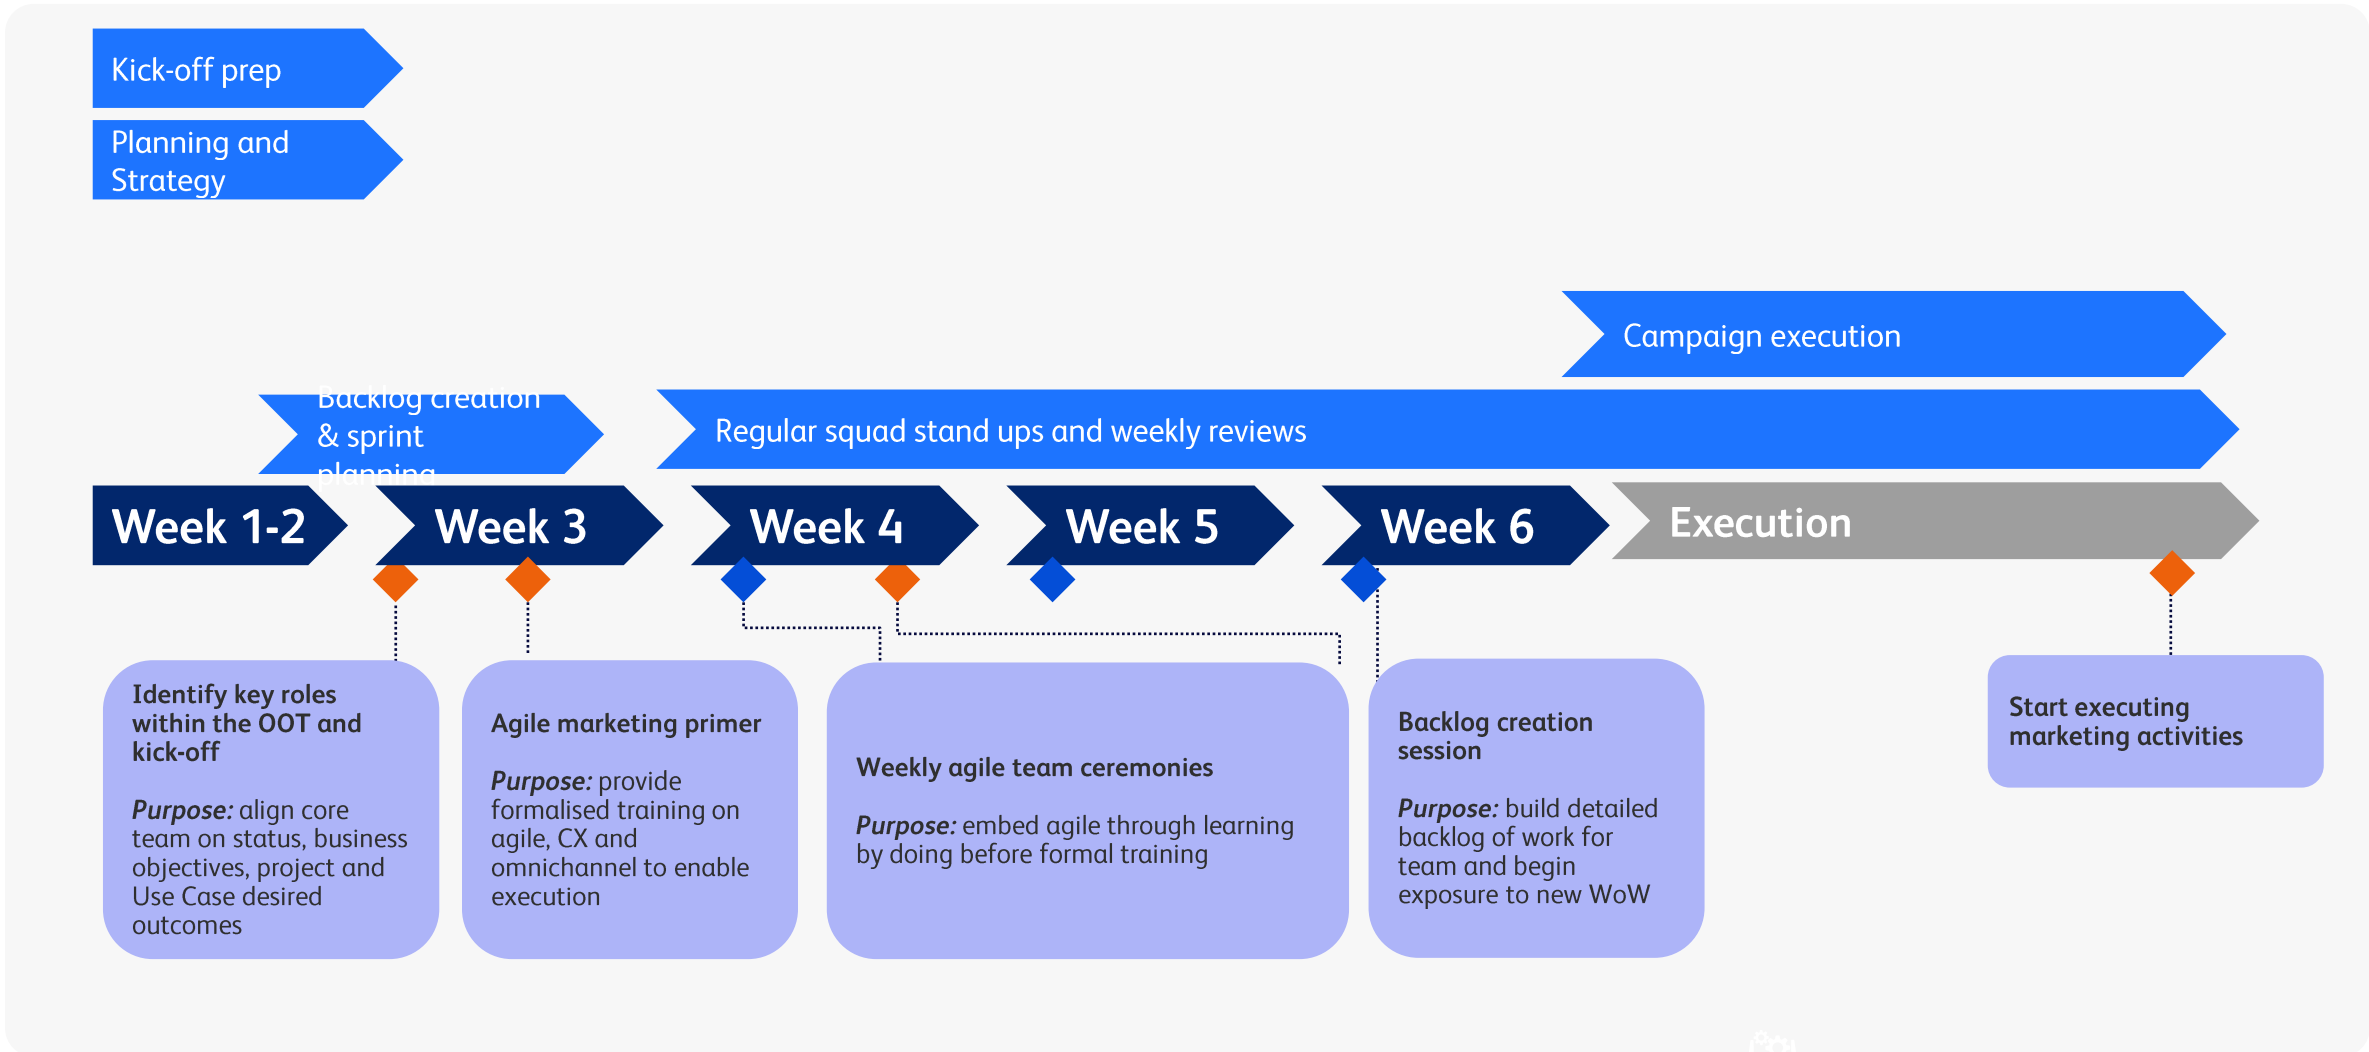 Kick-off prep
Planning and
Strategy
Campaign execution
Backlog creation
& sprint
planning
Regular squad stand ups and weekly reviews
Week 1-2
Week 3
Week 4
Week 5
Week 6
Execution
Identify key roles
within the OOT and
kick-off
Purpose: align core
team on status, business
objectives, project and
Use Case desired
outcomes
Agile marketing primer
Purpose: provide
formalised training on
agile, CX and
omnichannel to enable
execution
Weekly agile team ceremonies
Purpose: embed agile through learning
by doing before formal training
Backlog creation
session
Purpose: build detailed
backlog of work for
team and begin
exposure to new WoW
Start executing
marketing activities